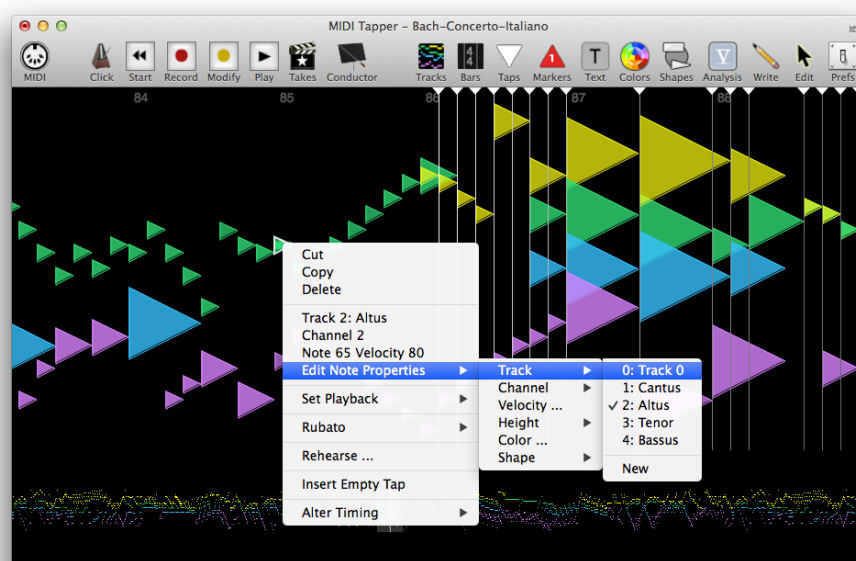 MIDI Tapper – Bach-Concerto-Italiano
MIDI Click Start Record Modify Play Takes Conductor Tracks Bars Taps Markers Text Colors Shapes Analysis Write Edit Prefs
4
4
1
T
V
84 85 86 87 88
Cut
Copy
Delete
Track 2: Altus
Channel 2
Note 65 Velocity 80
Edit Note Properties
Set Playback
Rubato
Rehearse ...
Insert Empty Tap
Alter Timing
Track
Channel
Velocity ...
Height
Color ...
Shape
0: Track 0
1: Cantus
✓ 2: Altus
3: Tenor
4: Bassus
New